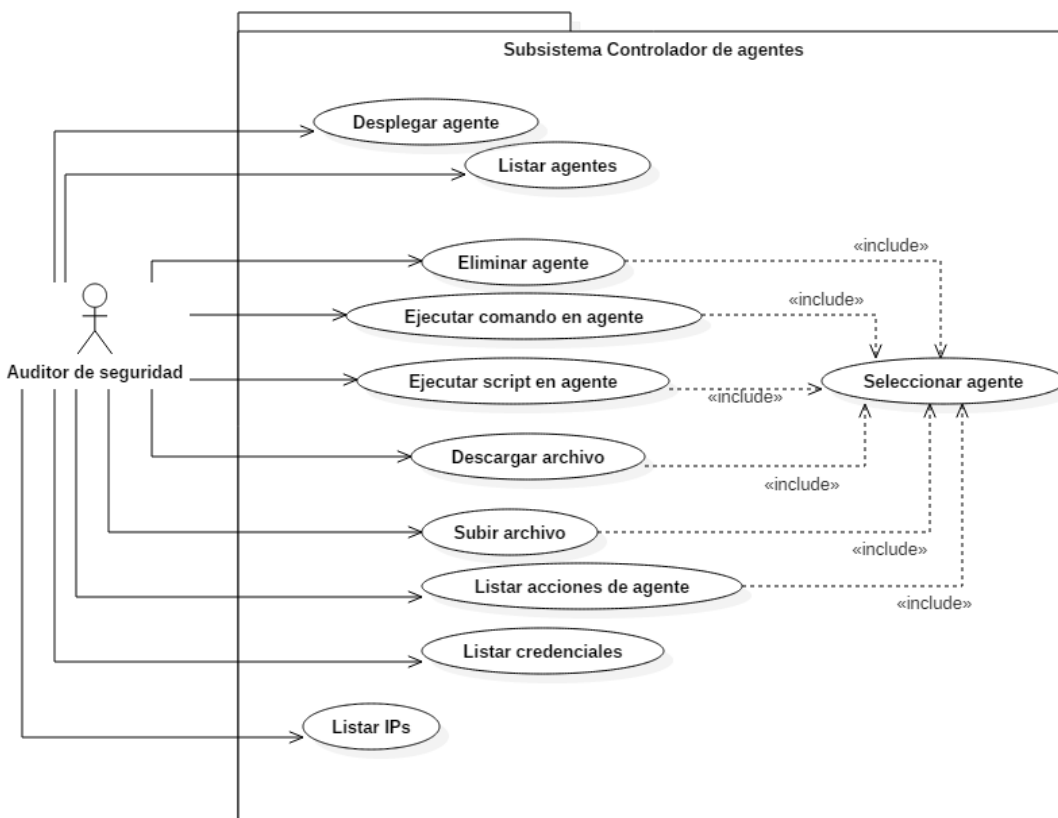 Subsistema Controlador de agentes
Desplegar agente
Listar agentes
Eliminar agente
«include»
Ejecutar comando en agente
«include»
Auditor de seguridad
Ejecutar script en agente
«include»
Seleccionar agente
Descargar archivo
«include»
Subir archivo
«include»
Listar acciones de agente
«include»
Listar credenciales
Listar IPs